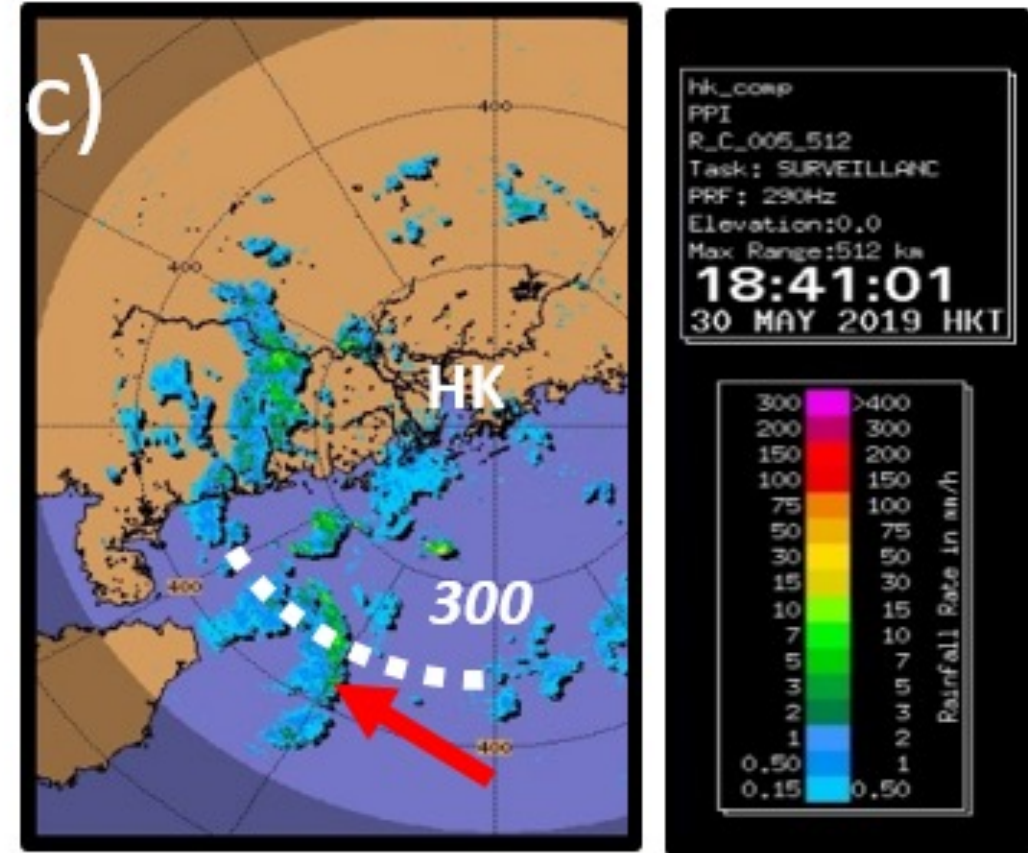 c)
400
400
HK
400
300
400
hk_comp
PPI
R_C_005_512
Task: SURVEILLANC
PRF: 290Hz
Elevation:0.0
Max Range:512 km
18:41:01
30 MAY 2019 HKT
300 >400
200 300
150 200
100 150
75 100
50 75
30 50
15 30
10 15
7 10
5 7
3 5
2 3
1 2
0.50 1
0.15 0.50
Rainfall Rate in mm/h